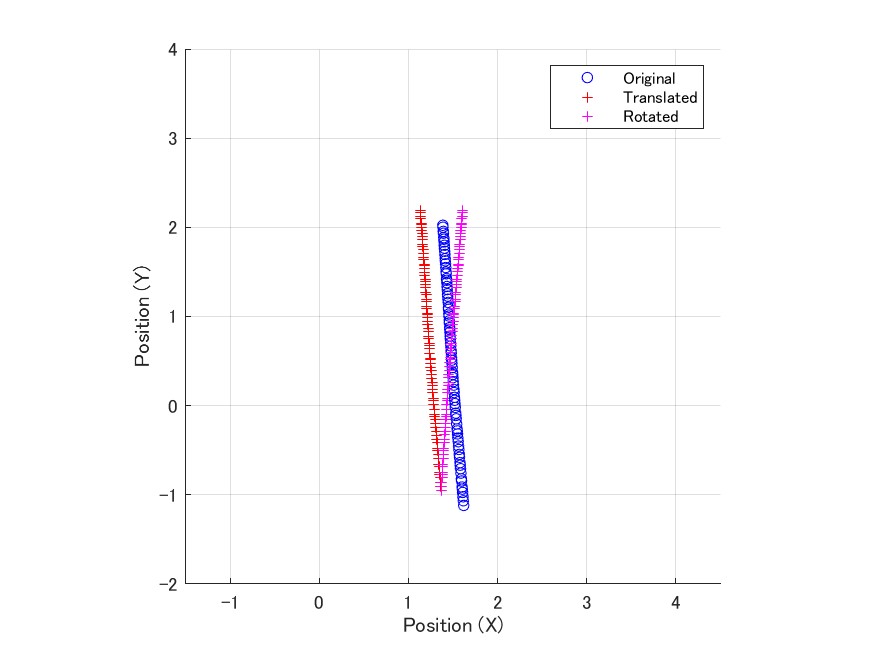 4
3
2
1
0
-1
-2
-1
0
1
2
3
4
Position (X)
Position (Y)
Original
Translated
Rotated